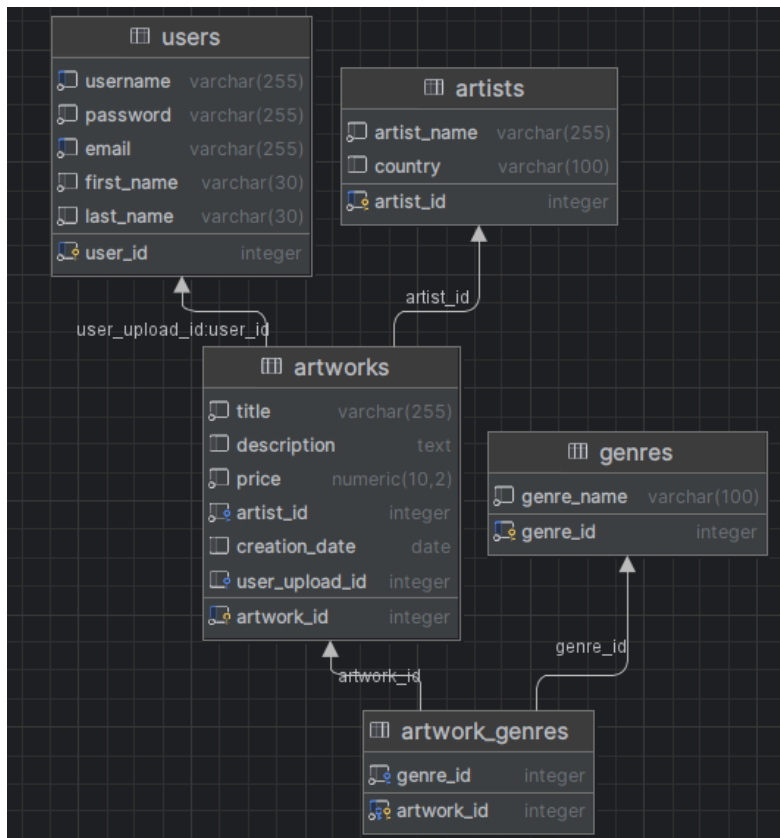 users
username varchar(255)
password varchar(255)
email varchar(255)
first_name varchar(30)
last_name varchar(30)
user_id integer
artists
artist_name varchar(255)
country varchar(100)
artist_id integer
artist_id
user_upload_id:user_id
artworks
title varchar(255)
description text
price numeric(10,2)
artist_id integer
creation_date date
user_upload_id integer
artwork_id integer
genres
genre_name varchar(100)
genre_id integer
genre_id
artwork_id
artwork_genres
genre_id integer
artwork_id integer